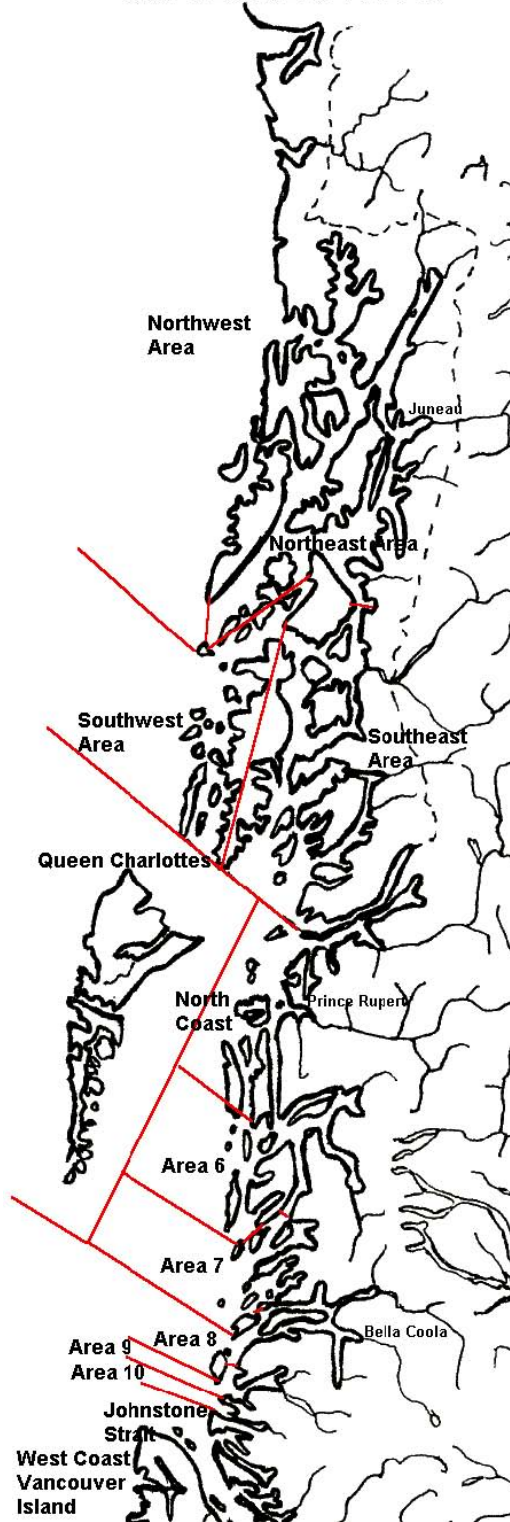 Northwest
Area
Juneau
Northeast Area
Southwest
Area
Southeast
Area
Queen Charlottes
North
Coast
Prince Rupert
Area 6
Area 7
Area 8
Bella Coola
Area 9
Area 10
Johnstone
Strait
West Coast
Vancouver
Island